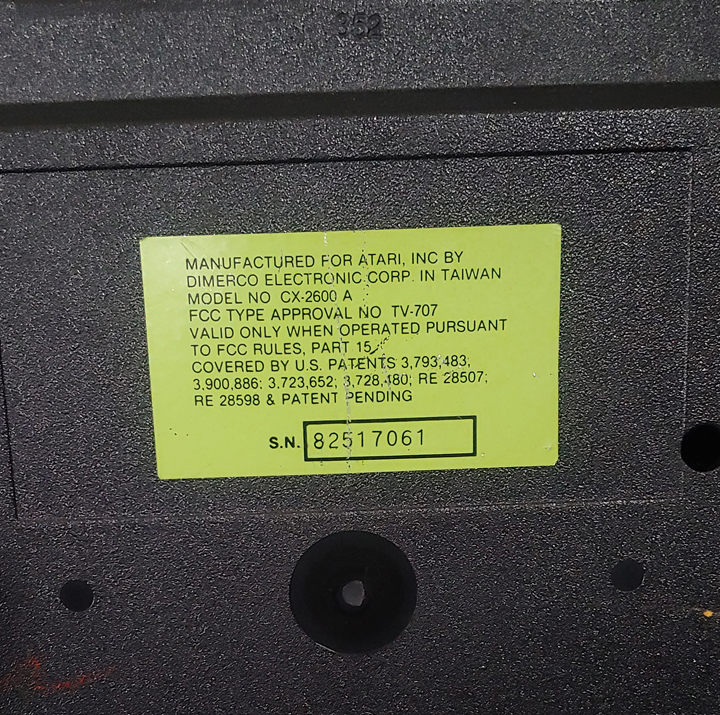 352
MANUFACTURED FOR ATARI, INC BY
DIMERCO ELECTRONIC CORP. IN TAIWAN
MODEL NO CX-2600 A
FCC TYPE APPROVAL NO TV-707
VALID ONLY WHEN OPERATED PURSUANT
TO FCC RULES, PART 15.
COVERED BY U.S. PATENTS 3,793,483,
3,900,886: 3.723,652; 3,728,480; RE 28507;
RE 28598 & PATENT PENDING
S.N. 82517061